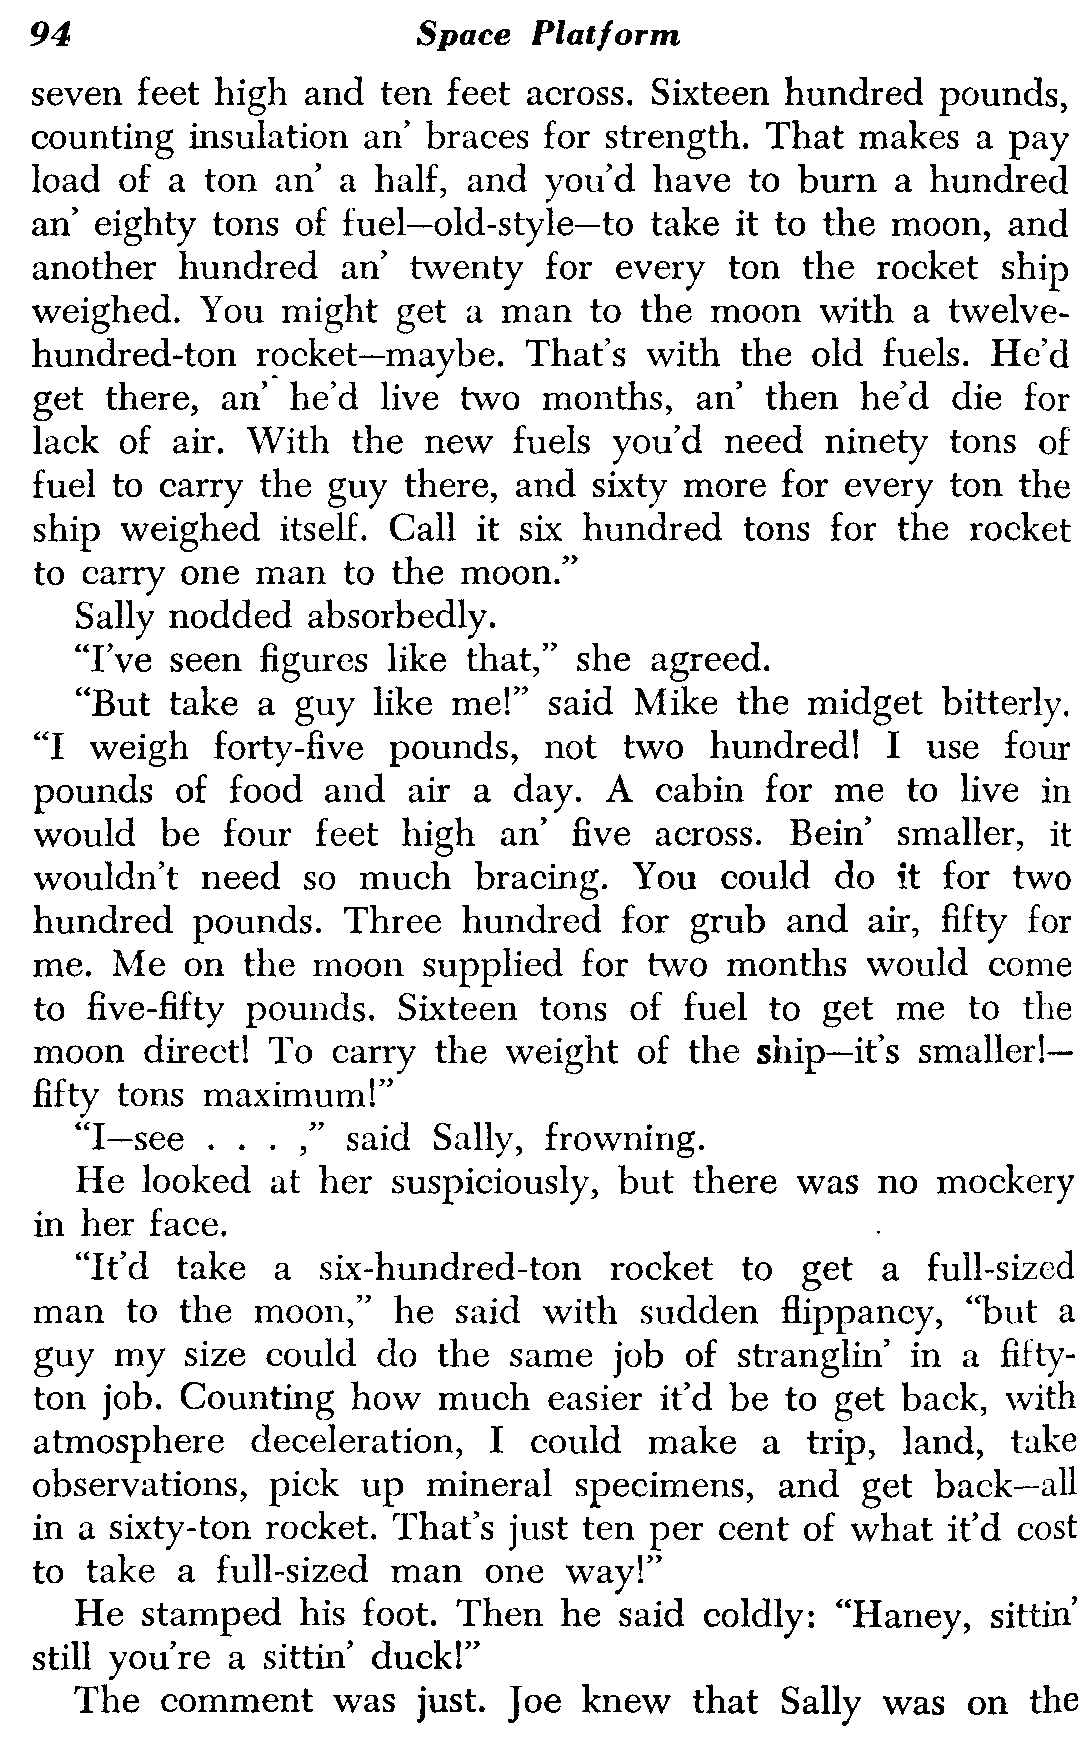 94 Space Platform
seven feet high and ten feet across. Sixteen hundred pounds,
counting insulation an’ braces for strength. That makes a pay
load of a ton an’ a half, and you’d have to burn a hundred
an’ eighty tons of fuel—old-style—to take it to the moon, and
another hundred an’ twenty for every ton the rocket ship
weighed. You might get a man to the moon with a twelve-
hundred-ton rocket—maybe. That’s with the old fuels. He’d
get there, an’ he’d live two months, an’ then he’d die for
lack of air. With the new fuels you’d need ninety tons of
fuel to carry the guy there, and sixty more for every ton the
ship weighed itself. Call it six hundred tons for the rocket
to carry one man to the moon.”
Sally nodded absorbedly.
“I’ve seen figures like that,” she agreed.
“But take a guy like me!” said Mike the midget bitterly.
“I weigh forty-five pounds, not two hundred! I use four
pounds of food and air a day. A cabin for me to live in
would be four feet high an’ five across. Bein’ smaller, it
wouldn’t need so much bracing. You could do it for two
hundred pounds. Three hundred for grub and air, fifty for
me. Me on the moon supplied for two months would come
to five-fifty pounds. Sixteen tons of fuel to get me to the
moon direct! To carry the weight of the ship—it’s smaller!—
fifty tons maximum!”
“I—see . . . ,” said Sally, frowning.
He looked at her suspiciously, but there was no mockery
in her face.
“It’d take a six-hundred-ton rocket to get a full-sized
man to the moon,” he said with sudden flippancy, “but a
guy my size could do the same job of stranglin’ in a fifty-
ton job. Counting how much easier it’d be to get back, with
atmosphere deceleration, I could make a trip, land, take
observations, pick up mineral specimens, and get back—all
in a sixty-ton rocket. That’s just ten per cent of what it’d cost
to take a full-sized man one way!”
He stamped his foot. Then he said coldly: “Haney, sittin’
still you’re a sittin’ duck!”
The comment was just. Joe knew that Sally was on the